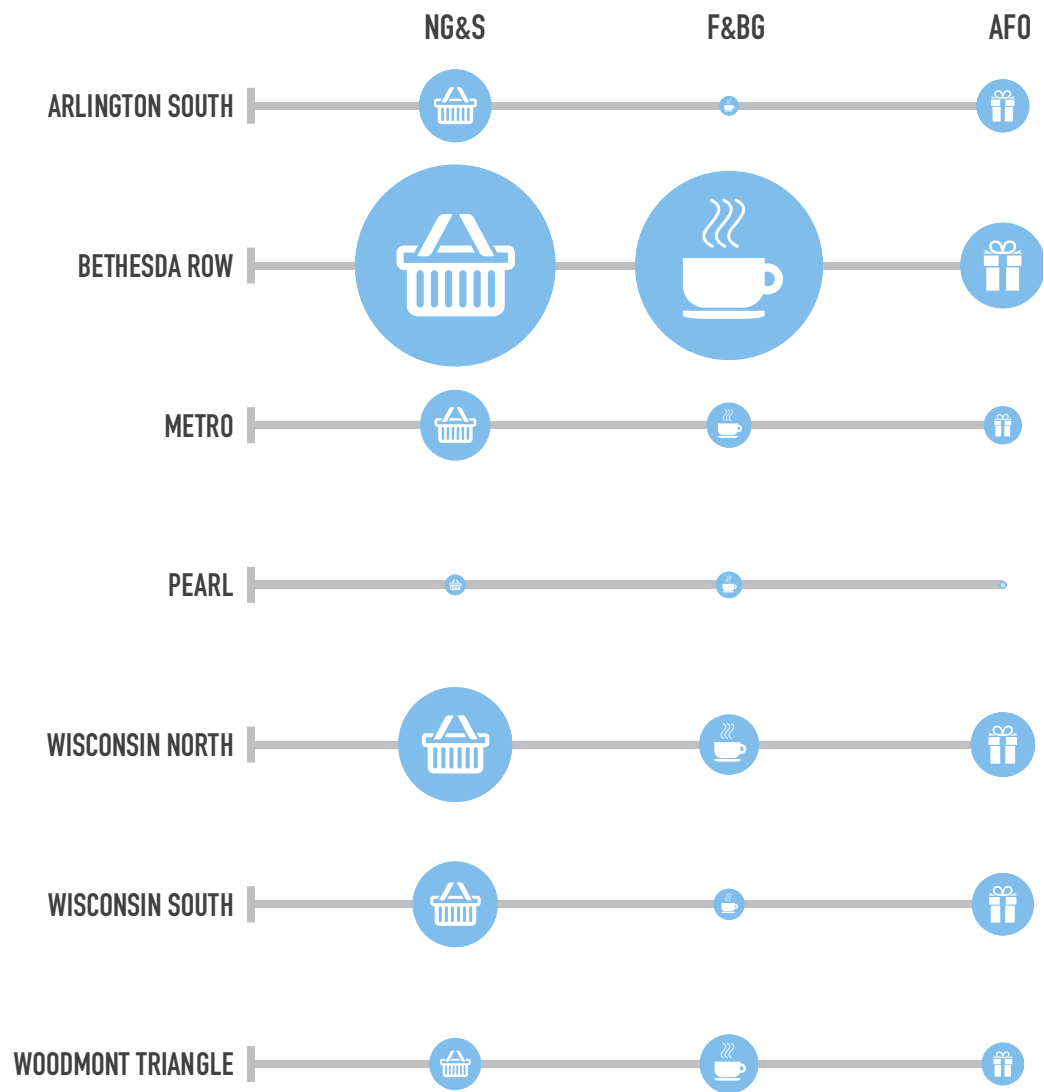 NG&S F&BG AFO
ARLINGTON SOUTH
BETHESDA ROW
METRO
PEARL
WISCONSIN NORTH
WISCONSIN SOUTH
WOODMONT TRIANGLE